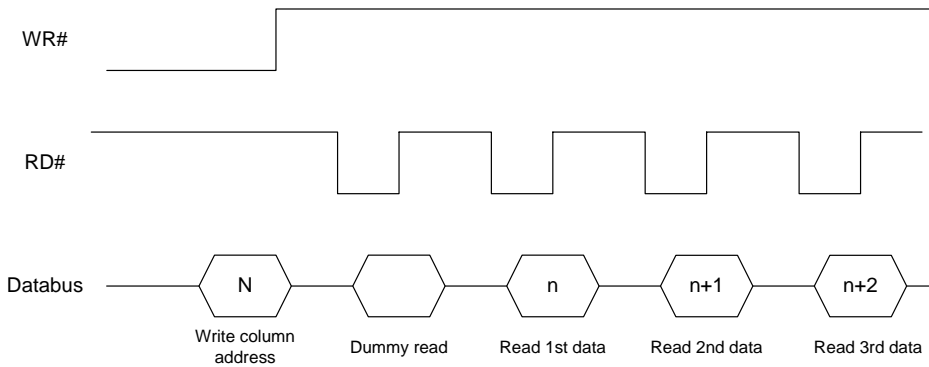 WR#
RD#
Databus
N
n
n+1
n+2
Write column
address
Dummy read
Read 1st data
Read 2nd data
Read 3rd data